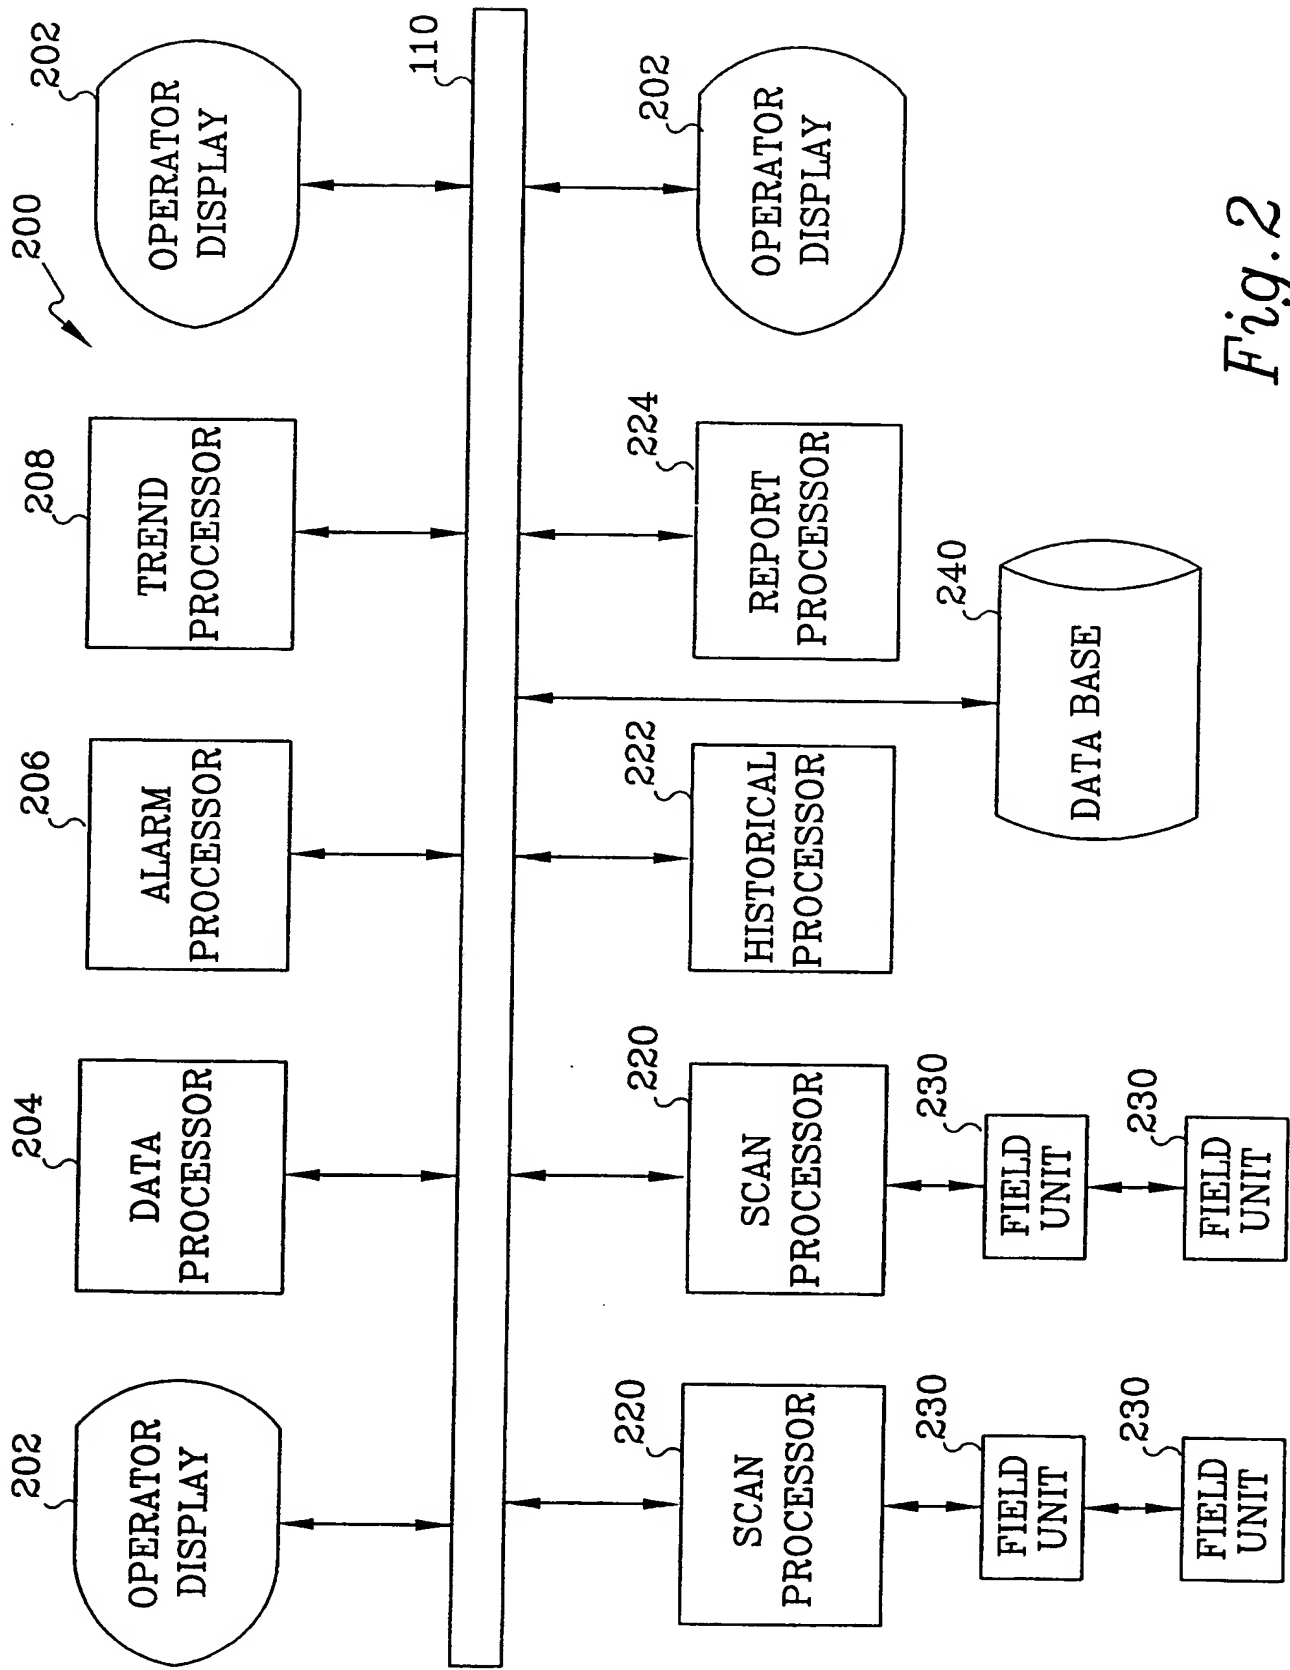 200
202
OPERATOR
DISPLAY
204
DATA
PROCESSOR
206
ALARM
PROCESSOR
208
TREND
PROCESSOR
202
OPERATOR
DISPLAY
110
220
SCAN
PROCESSOR
220
SCAN
PROCESSOR
222
HISTORICAL
PROCESSOR
224
REPORT
PROCESSOR
202
OPERATOR
DISPLAY
230
FIELD
UNIT
230
FIELD
UNIT
240
DATA BASE
230
FIELD
UNIT
230
FIELD
UNIT
Fig. 2